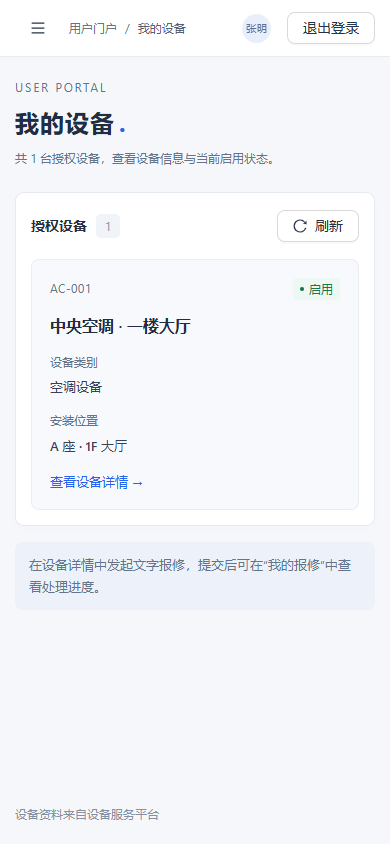 用户门户 / 我的设备 张明 退出登录
USER PORTAL
我的设备.
共 1 台授权设备，查看设备信息与当前启用状态。
授权设备 1 刷新
AC-001 启用
中央空调 · 一楼大厅
设备类别
空调设备
安装位置
A 座 · 1F 大厅
查看设备详情 →
在设备详情中发起文字报修，提交后可在“我的报修”中查
看处理进度。
设备资料来自设备服务平台